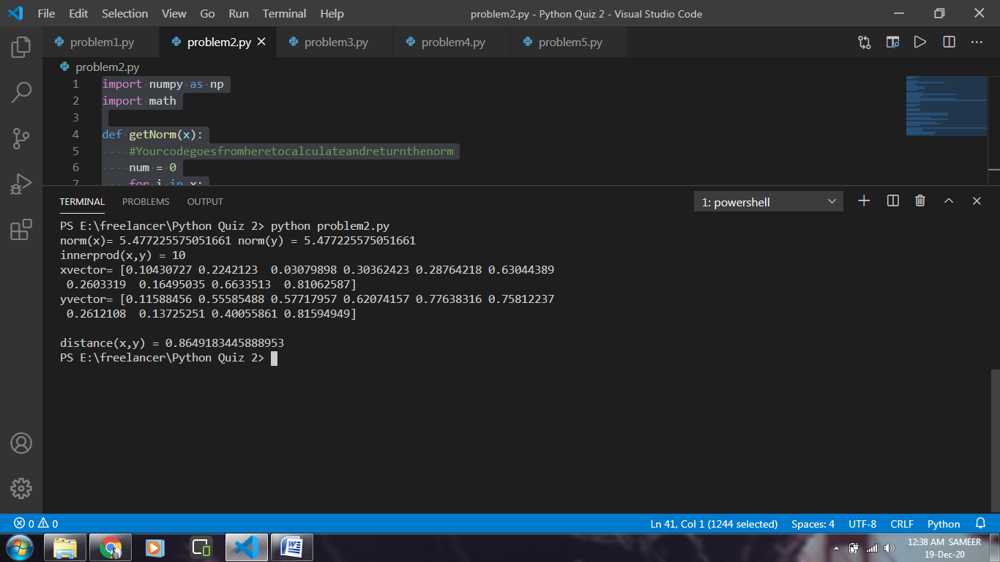 File Edit Selection View Go Run Terminal Help problem2.py - Python Quiz 2 - Visual Studio Code
problem1.py problem2.py problem3.py problem4.py problem5.py
problem2.py
1 import numpy as np
2 import math
3
4 def getNorm(x):
5 #Yourcodegoesfromheretocalculateandreturnthenorm
6 num = 0
7 for i in x:
TERMINAL PROBLEMS OUTPUT 1: powershell
PS E:\freelancer\Python Quiz 2> python problem2.py
norm(x)= 5.477225575051661 norm(y) = 5.477225575051661
innerprod(x,y) = 10
xvector= [0.10430727 0.2242123  0.03079898 0.30362423 0.28764218 0.63044389
 0.2603319  0.16495035 0.6633513  0.81062587]
yvector= [0.11588456 0.55585488 0.57717957 0.62074157 0.77638316 0.75812237
 0.2612108  0.13725251 0.40055861 0.81594949]
distance(x,y) = 0.8649183445888953
PS E:\freelancer\Python Quiz 2>
0 0 Ln 41, Col 1 (1244 selected) Spaces: 4 UTF-8 CRLF Python
12:38 AM SAMEER
19-Dec-20